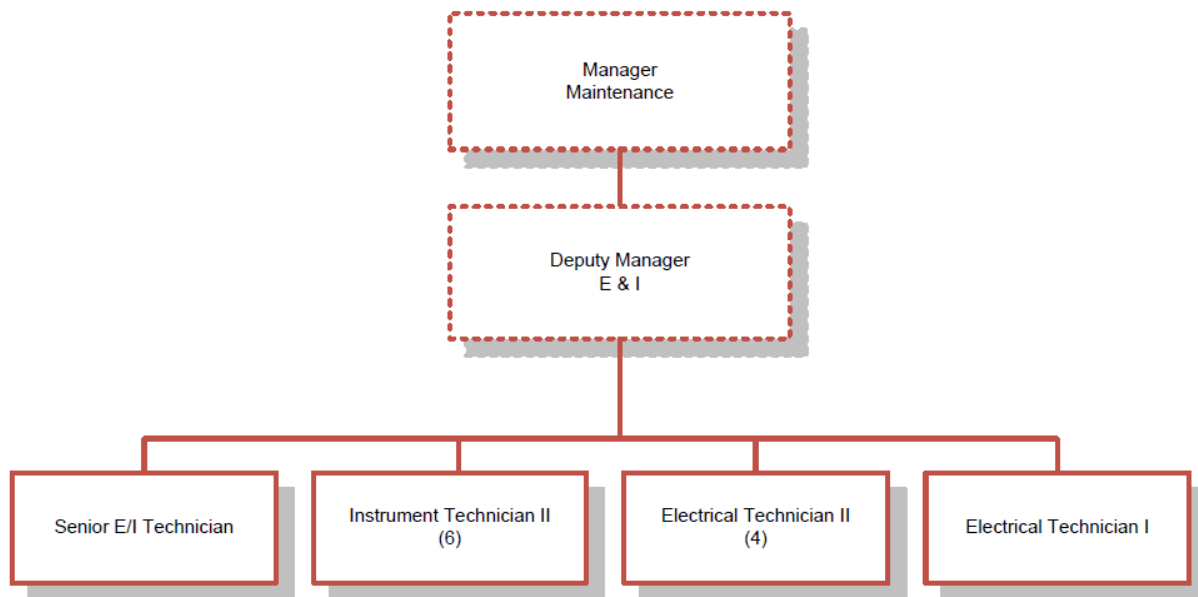 Manager
Maintenance
Deputy Manager
E & I
Senior E/I Technician
Instrument Technician II
(6)
Electrical Technician II
(4)
Electrical Technician I